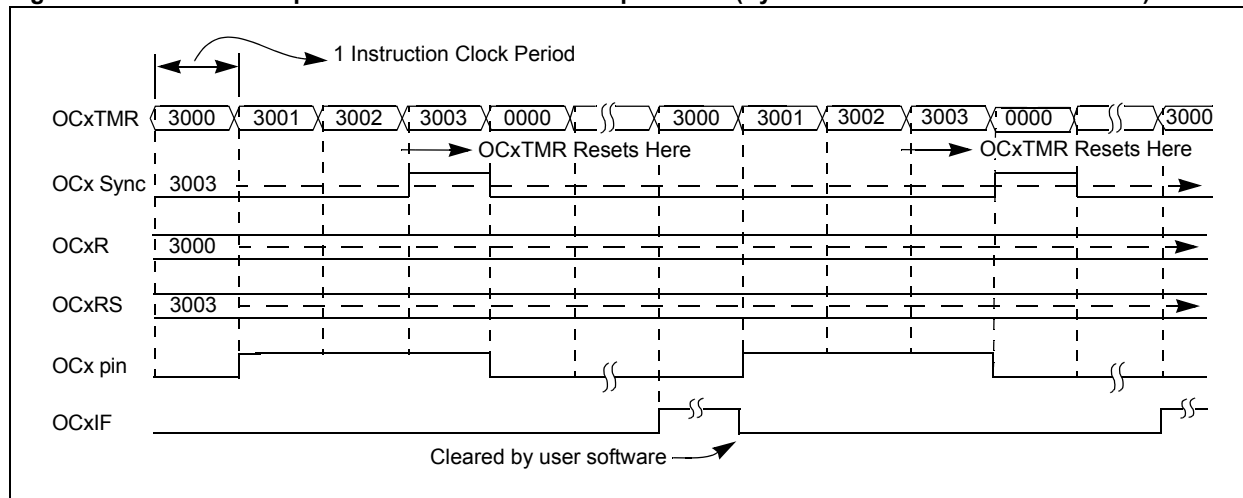 1 Instruction Clock Period
OCxTMR 3000 3001 3002 3003 0000 3000 3001 3002 3003 0000 3000
OCxTMR Resets Here OCxTMR Resets Here
OCx Sync 3003
OCxR 3000
OCxRS 3003
OCx pin
OCxIF
Cleared by user software